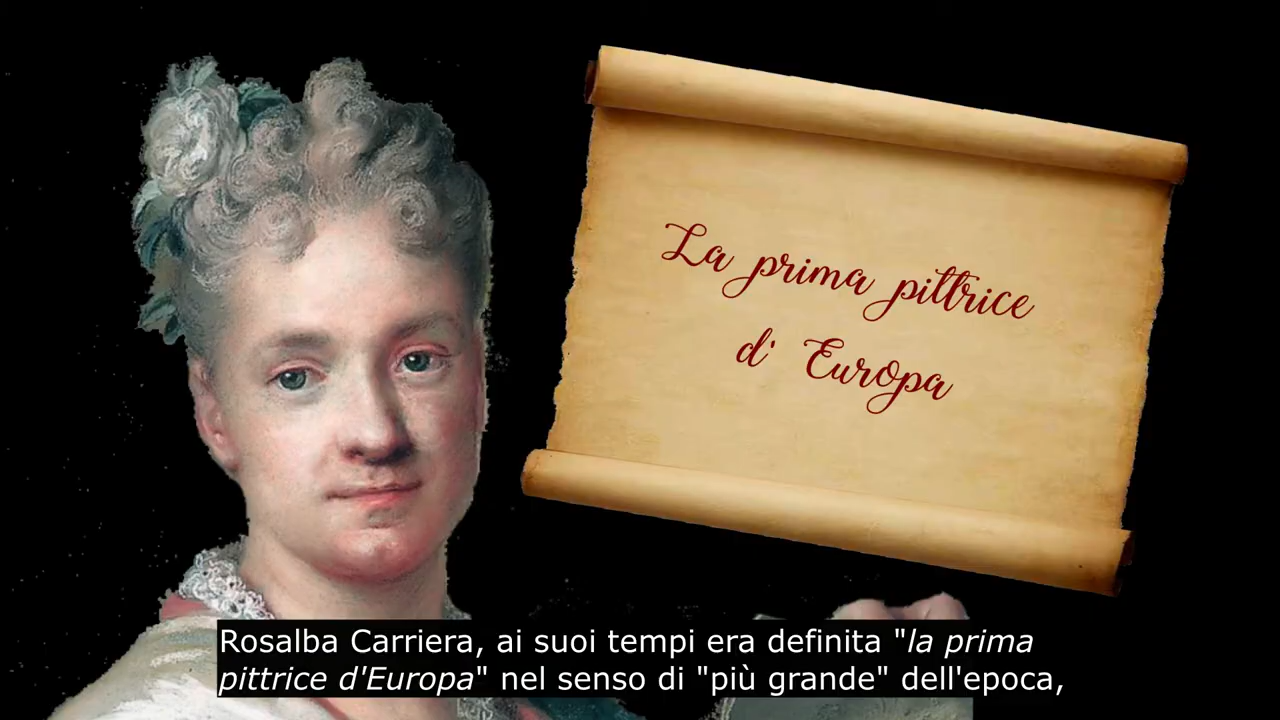 La prima pittrice
d' Europa
Rosalba Carriera, ai suoi tempi era definita "la prima
pittrice d'Europa" nel senso di "più grande" dell'epoca,